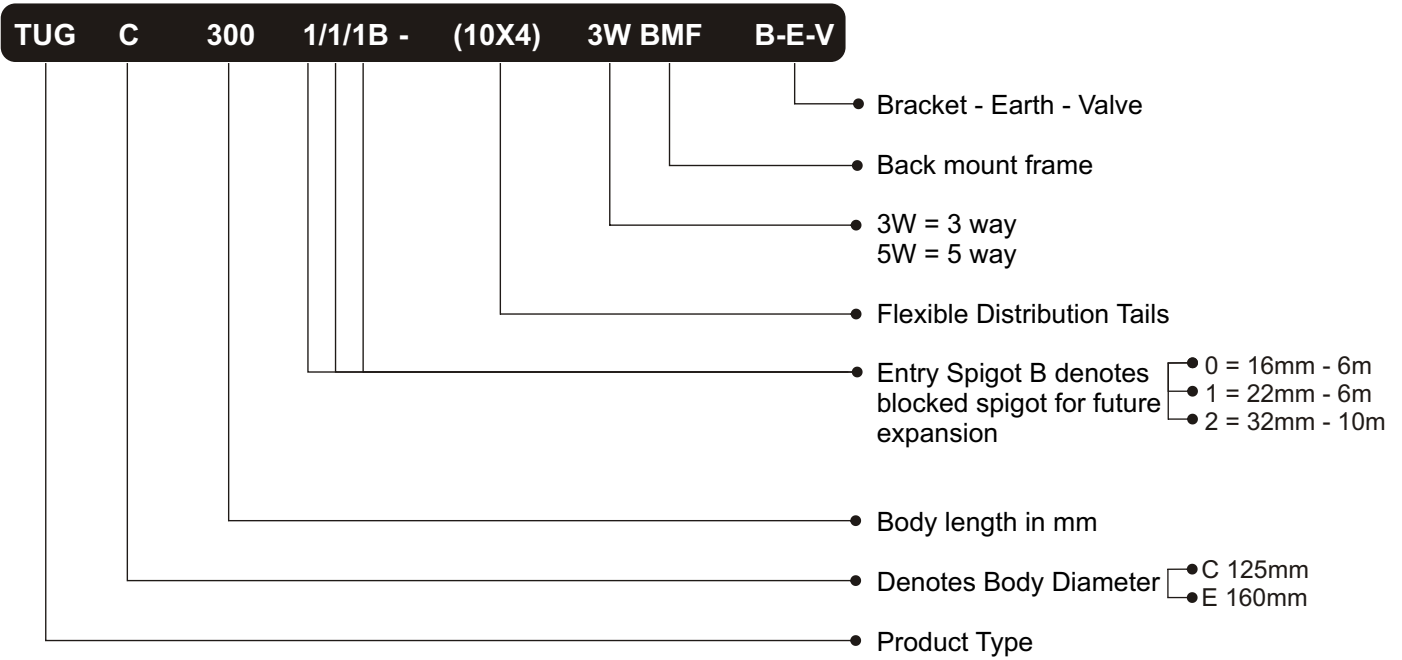 TUG C 300 1/1/1B - (10X4) 3W BMF B-E-V
Bracket - Earth - Valve
Back mount frame
3W = 3 way
5W = 5 way
Flexible Distribution Tails
Entry Spigot B denotes
blocked spigot for future
expansion
0 = 16mm - 6m
1 = 22mm - 6m
2 = 32mm - 10m
Body length in mm
Denotes Body Diameter
C 125mm
E 160mm
Product Type